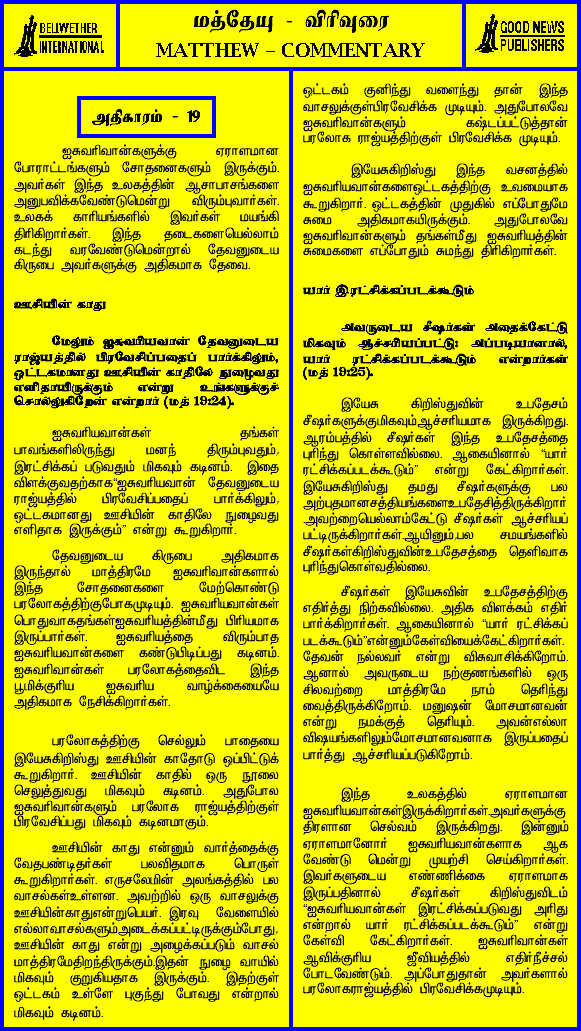 BELLWETHER
INTERNATIONAL
மத்தேயு - விரிவுரை
MATTHEW – COMMENTARY
GOOD NEWS
PUBLISHERS
அதிகாரம் - 19
ஐசுவரியவான்களுக்கு ஏராளமான
போராட்டங்களும் சோதனைகளும் இருக்கும்.
அவர்கள் இந்த உலகத்தின் ஆசாபாசங்களை
அனுபவிக்கவேண்டுமென்று விரும்புவார்கள்.
உலகக் காரியங்களில் இவர்கள் மயங்கி
திரிகிறார்கள். இந்த தடைகளையெல்லாம்
கடந்து வரவேண்டுமென்றால் தேவனுடைய
கிருபை அவர்களுக்கு அதிகமாக தேவை.
ஊசியின் காது
மேலும் ஐசுவரியவான் தேவனுடைய
ராஜ்யத்தில் பிரவேசிப்பதைப் பார்க்கிலும்,
ஒட்டகமானது ஊசியின் காதிலே நுழைவது
எளிதாயிருக்கும் என்று உங்களுக்குச்
சொல்லுகிறேன் என்றார் (மத் 19:24).
ஐசுவரியவான்கள் தங்கள்
பாவங்களிலிருந்து மனந் திரும்புவதும்,
இரட்சிக்கப் படுவதும் மிகவும் கடினம். இதை
விளக்குவதற்காக“ஐசுவரியவான் தேவனுடைய
ராஜ்யத்தில் பிரவேசிப்பதைப் பார்க்கிலும்,
ஒட்டகமானது ஊசியின் காதிலே நுழைவது
எளிதாக இருக்கும்” என்று கூறுகிறார்.
தேவனுடைய கிருபை அதிகமாக
இருந்தால் மாத்திரமே ஐசுவரியவான்களால்
இந்த சோதனைகளை மேற்கொண்டு
பரலோகத்திற்குபோகமுடியும். ஐசுவரியவான்கள்
பொதுவாகதங்கள்ஐசுவரியத்தின்மீது பிரியமாக
இருப்பார்கள். ஐசுவரியத்தை விரும்பாத
ஐசுவரியவான்களை கண்டுபிடிப்பது கடினம்.
ஐசுவரியவான்கள் பரலோகத்தைவிட இந்த
பூமிக்குரிய ஐசுவரிய வாழ்க்கையையே
அதிகமாக நேசிக்கிறார்கள்.
பரலோகத்திற்கு செல்லும் பாதையை
இயேசுகிறிஸ்து ஊசியின் காதோடு ஒப்பிட்டுக்
கூறுகிறார். ஊசியின் காதில் ஒரு நூலை
செலுத்துவது மிகவும் கடினம். அதுபோல
ஐசுவரியவான்களும் பரலோக ராஜ்யத்திற்குள்
பிரவேசிப்பது மிகவும் கடினமாகும்.
ஊசியின் காது என்னும் வார்த்தைக்கு
வேதபண்டிதர்கள் பலவிதமாக பொருள்
கூறுகிறார்கள். எருசலேமின் அலங்கத்தில் பல
வாசல்கள்உள்ளன. அவற்றில் ஒரு வாசலுக்கு
ஊசியின்காதுஎன்றுபெயர். இரவு வேளையில்
எல்லாவாசல்களும்அடைக்கப்பட்டிருக்கும்போது,
ஊசியின் காது என்று அழைக்கப்படும் வாசல்
மாத்திரமேதிறந்திருக்கும்.இதன் நுழை வாயில்
மிகவும் குறுகியதாக இருக்கும். இதற்குள்
ஒட்டகம் உள்ளே புகுந்து போவது என்றால்
மிகவும் கடினம்.
ஒட்டகம் குனிந்து வளைந்து தான் இந்த
வாசலுக்குள்பிரவேசிக்க முடியும். அதுபோலவே
ஐசுவரியவான்களும் கஷ்டப்பட்டுத்தான்
பரலோக ராஜ்யத்திற்குள் பிரவேசிக்க முடியும்.
இயேசுகிறிஸ்து இந்த வசனத்தில்
ஐசுவரியவான்களைஒட்டகத்திற்கு உவமையாக
கூறுகிறார். ஒட்டகத்தின் முதுகில் எப்போதுமே
சுமை அதிகமாகயிருக்கும். அதுபோலவே
ஐசுவரியவான்களும் தங்கள்மீது ஐசுவரியத்தின்
சுமைகளை எப்போதும் சுமந்து திரிகிறார்கள்.
யார் இ.ரட்சிக்கப்படக்கூடும்
அவருடைய சீஷர்கள் அதைக்கேட்டு
மிகவும் ஆச்சரியப்பட்டு: அப்படியானால்,
யார் ரட்சிக்கப்படக்கூடும் என்றார்கள்
(மத் 19:25).
இயேசு கிறிஸ்துவின் உபதேசம்
சீஷர்களுக்குமிகவும்ஆச்சரியமாக இருக்கிறது.
ஆரம்பத்தில் சீஷர்கள் இந்த உபதேசத்தை
புரிந்து கொள்ளவில்லை. ஆகையினால் “யார்
ரட்சிக்கப்படக்கூடும்” என்று கேட்கிறார்கள்.
இயேசுகிறிஸ்து தமது சீஷர்களுக்கு பல
அற்புதமானசத்தியங்களைஉபதேசித்திருக்கிறார்
அவற்றையெல்லாம்கேட்டு சீஷர்கள் ஆச்சரியப்
பட்டிருக்கிறார்கள்.ஆயினும்,பல சமயங்களில்
சீஷர்கள்கிறிஸ்துவின்உபதேசத்தை தெளிவாக
புரிந்துகொள்வதில்லை.
சீஷர்கள் இயேசுவின் உபதேசத்திற்கு
எதிர்த்து நிற்கவில்லை. அதிக விளக்கம் எதிர்
பார்க்கிறார்கள். ஆகையினால் “யார் ரட்சிக்கப்
படக்கூடும்”என்னும்கேள்வியைக்கேட்கிறார்கள்.
தேவன் நல்லவர் என்று விசுவாசிக்கிறோம்.
ஆனால் அவருடைய நற்குணங்களில் ஒரு
சிலவற்றை மாத்திரமே நாம் தெரிந்து
வைத்திருக்கிறோம். மனுஷன் மோசமானவன்
என்று நமக்குத் தெரியும். அவன்எல்லா
விஷயங்களிலும்மோசமானவனாக இருப்பதைப்
பார்த்து ஆச்சரியப்படுகிறோம்.
இந்த உலகத்தில் ஏராளமான
ஐசுவரியவான்கள்இருக்கிறார்கள்.அவர்களுக்கு
திரளான செல்வம் இருக்கிறது. இன்னும்
ஏராளமானோர் ஐசுவரியவான்களாக ஆக
வேண்டு மென்று முயற்சி செய்கிறார்கள்.
இவர்களுடைய எண்ணிக்கை ஏராளமாக
இருப்பதினால் சீஷர்கள் கிறிஸ்துவிடம்
“ஐசுவரியவான்கள் இரட்சிக்கப்படுவது அரிது
என்றால் யார் ரட்சிக்கப்படக்கூடும்” என்று
கேள்வி கேட்கிறார்கள். ஐசுவரியவான்கள்
ஆவிக்குரிய ஜீவியத்தில் எதிர்நீச்சல்
போடவேண்டும். அப்போதுதான் அவர்களால்
பரலோகராஜ்யத்தில் பிரவேசிக்கமுடியும்.